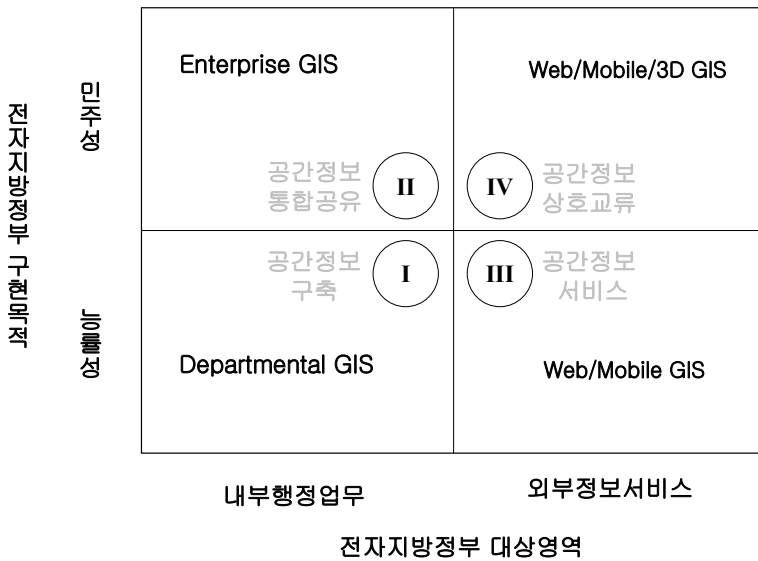 전자지방정부 구현목적
민주성
능률성
Enterprise GIS
Web/Mobile/3D GIS
공간정보
통합공유
II
IV
공간정보
상호교류
공간정보
구축
I
III
공간정보
서비스
Departmental GIS
Web/Mobile GIS
내부행정업무
외부정보서비스
전자지방정부 대상영역